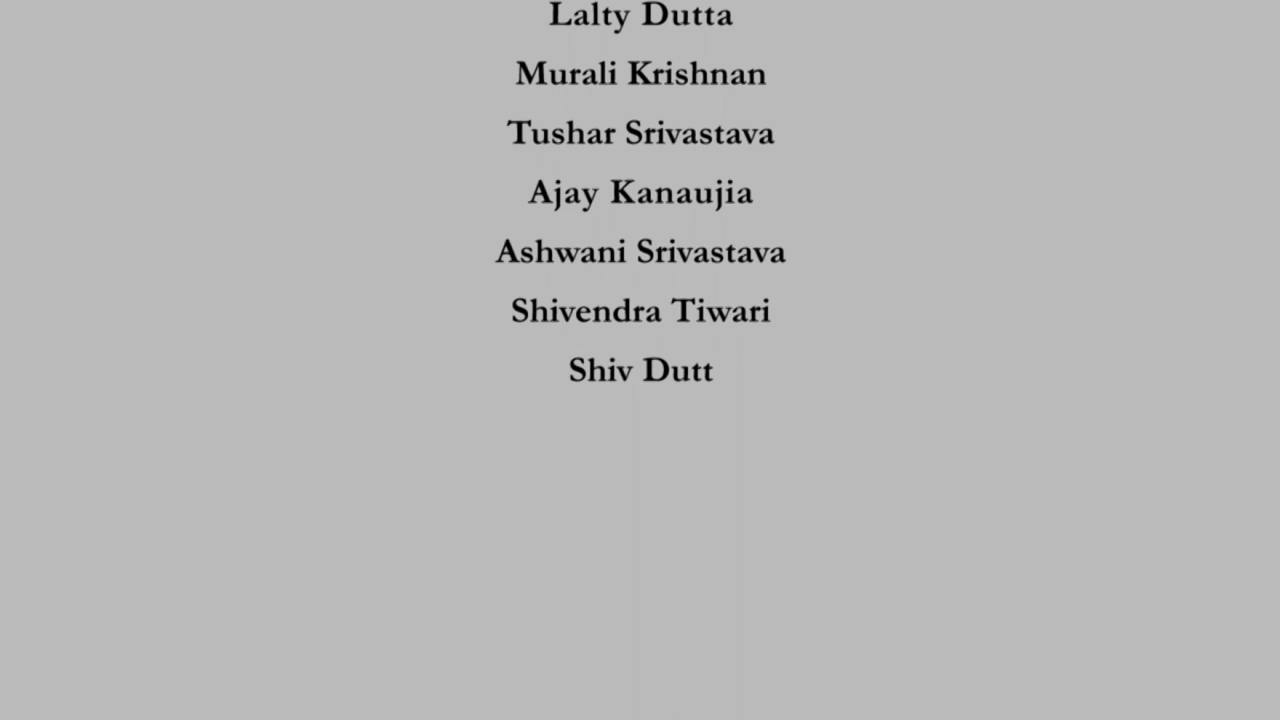 Lalty Dutta
Murali Krishnan
Tushar Srivastava
Ajay Kanaujia
Ashwani Srivastava
Shivendra Tiwari
Shiv Dutt